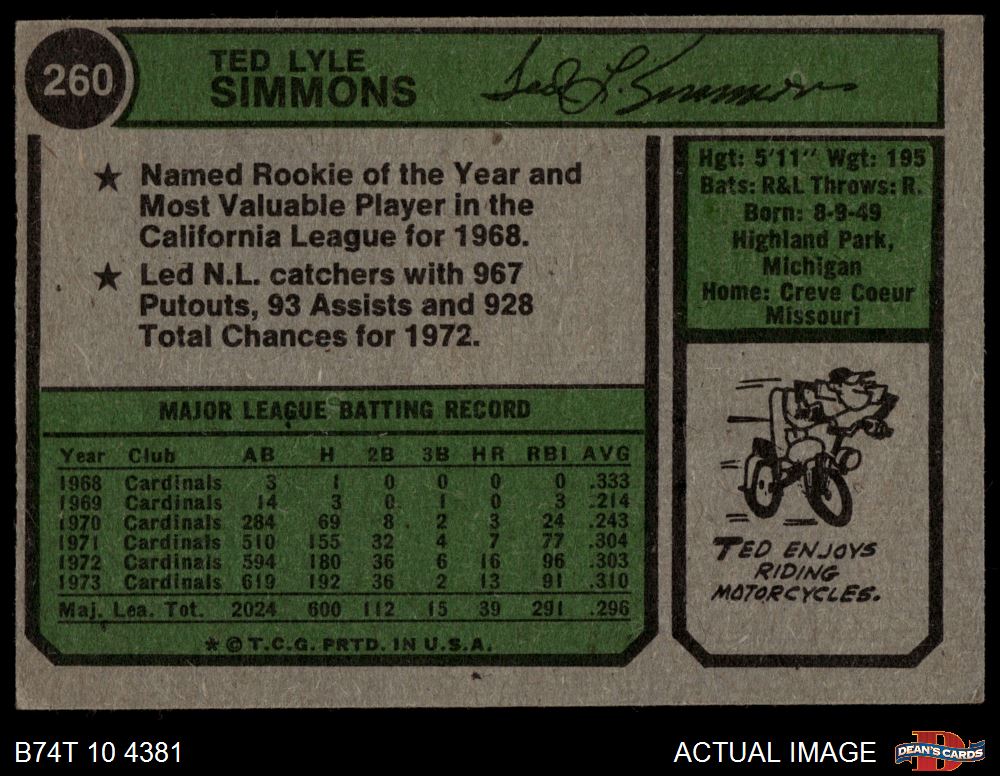 260
TED LYLE
SIMMONS
Ted L. Simmons
★ Named Rookie of the Year and
Most Valuable Player in the
California League for 1968.
★ Led N.L. catchers with 967
Putouts, 93 Assists and 928
Total Chances for 1972.
Hgt: 5'11" Wgt: 195
Bats: R&L Throws: R.
Born: 8-9-49
Highland Park,
Michigan
Home: Creve Coeur
Missouri
MAJOR LEAGUE BATTING RECORD
Year Club AB H 2B 3B HR RBI AVG
1968 Cardinals 3 1 0 0 0 0 .333
1969 Cardinals 14 3 0 1 0 3 .214
1970 Cardinals 284 69 8 2 3 24 .243
1971 Cardinals 510 155 32 4 7 77 .304
1972 Cardinals 594 180 36 6 16 96 .303
1973 Cardinals 619 192 36 2 13 91 .310
Maj. Lea. Tot. 2024 600 112 15 39 291 .296
* © T.C.G. PRTD. IN U.S.A.
TED ENJOYS
RIDING
MOTORCYCLES.
B74T 10 4381
ACTUAL IMAGE
D
DEAN'S CARDS